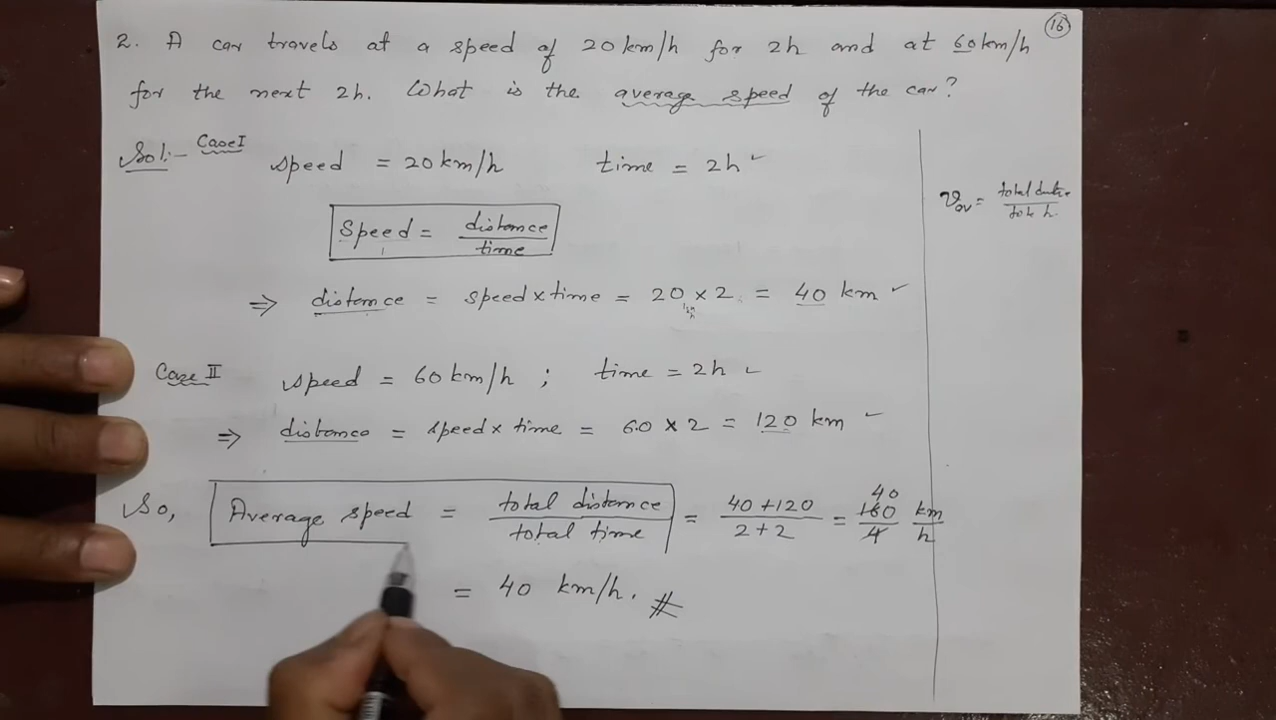 16
2. A car travels at a speed of 20 km/h for 2h and at 60 km/h
for the next 2h. What is the average speed of the car?
Sol:- Case I speed = 20 km/h time = 2h ✓
Speed = distance/time
⇒ distance = speed x time = 20 km/h x 2 = 40 km ✓
Case II speed = 60 km/h ; time = 2h ✓
⇒ distance = speed x time = 60 x 2 = 120 km ✓
So, Average speed = total distance/total time = 40+120/2+2 = 160/4 40 km/h
= 40 km/h. #
Vav = total